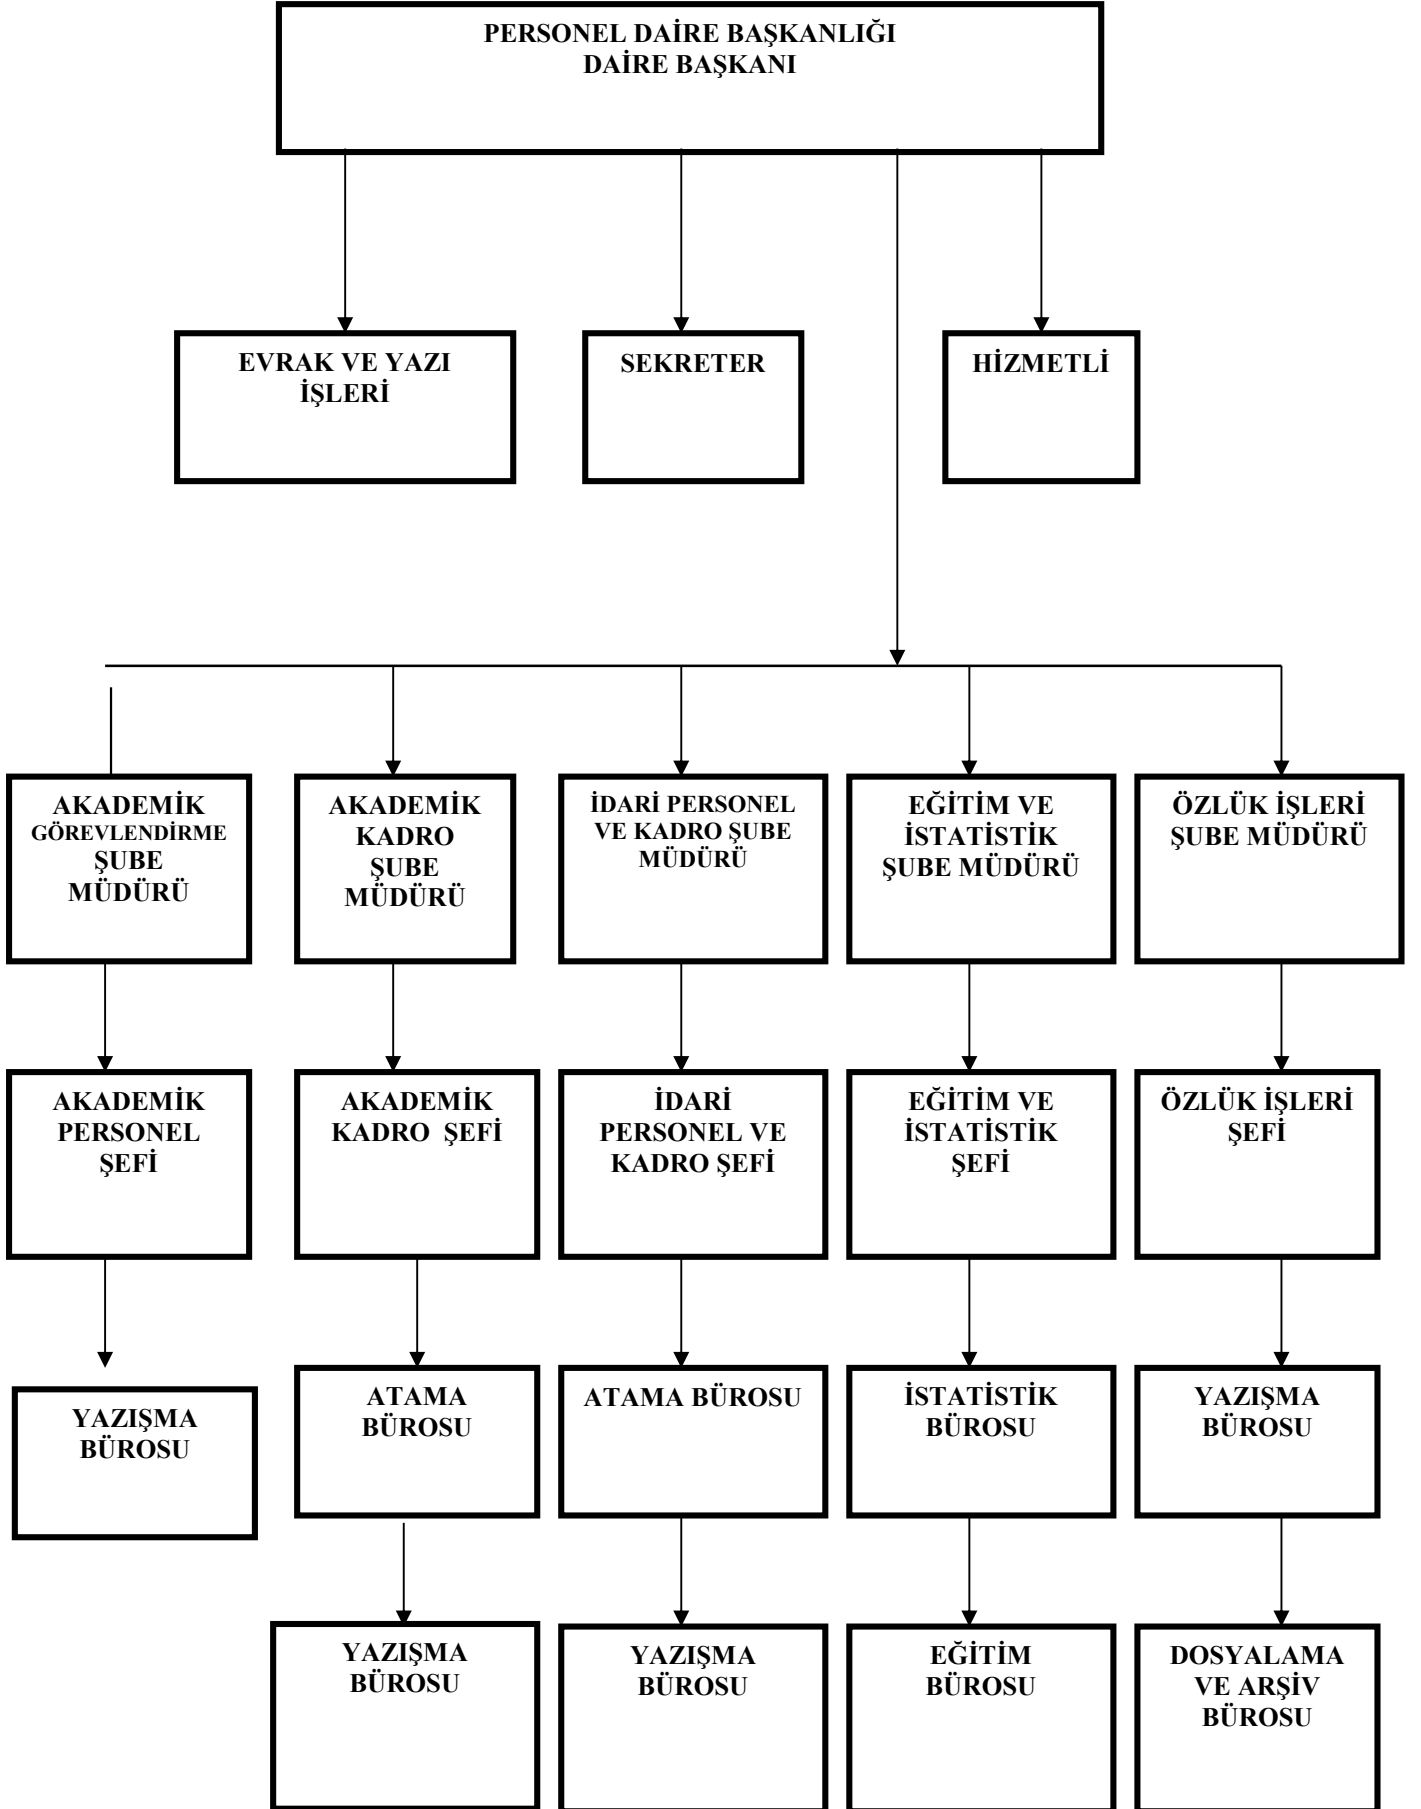 PERSONEL DAİRE BAŞKANLIĞI
DAİRE BAŞKANI
EVRAK VE YAZI
İŞLERİ
SEKRETER
HİZMETLİ
AKADEMİK
GÖREVLENDİRME
ŞUBE
MÜDÜRÜ
AKADEMİK
KADRO
ŞUBE
MÜDÜRÜ
İDARİ PERSONEL
VE KADRO ŞUBE
MÜDÜRÜ
EĞİTİM VE
İSTATİSTİK
ŞUBE MÜDÜRÜ
ÖZLÜK İŞLERİ
ŞUBE MÜDÜRÜ
AKADEMİK
PERSONEL
ŞEFİ
AKADEMİK
KADRO ŞEFİ
İDARİ
PERSONEL VE
KADRO ŞEFİ
EĞİTİM VE
İSTATİSTİK
ŞEFİ
ÖZLÜK İŞLERİ
ŞEFİ
YAZIŞMA
BÜROSU
ATAMA
BÜROSU
ATAMA BÜROSU
İSTATİSTİK
BÜROSU
YAZIŞMA
BÜROSU
YAZIŞMA
BÜROSU
YAZIŞMA
BÜROSU
EĞİTİM
BÜROSU
DOSYALAMA
VE ARŞİV
BÜROSU